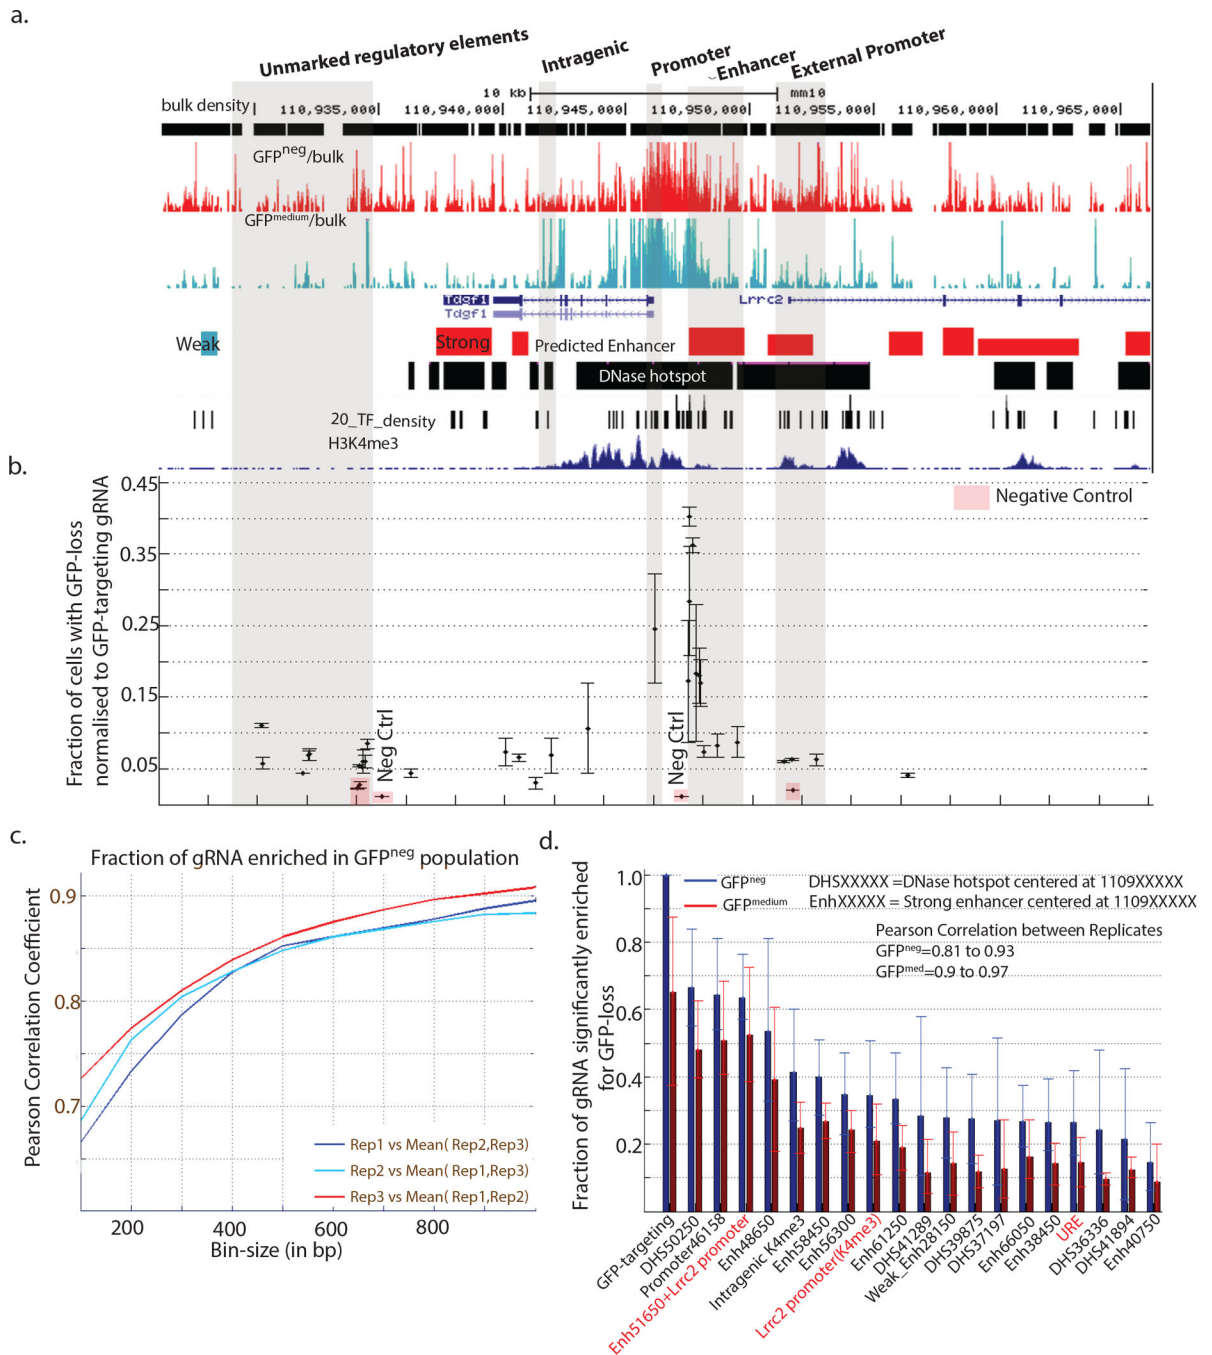 a.
Unmarked regulatory elements
Intragenic
Promoter
Enhancer
External Promoter
10 kb
mm10
bulk density
110,935,000
110,940,000
110,945,000
110,950,000
110,955,000
110,960,000
110,965,000
GFPneg/bulk
GFPmedium/bulk
Tdgf1
Lrrc2
Tdgf1
Weak
Strong
Predicted Enhancer
DNase hotspot
20_TF_density
H3K4me3
b.
Fraction of cells with GFP-loss
normalised to GFP-targeting gRNA
0.45
0.35
0.25
0.15
0.05
Neg Ctrl
Neg Ctrl
Negative Control
c.
Fraction of gRNA enriched in GFPneg population
Pearson Correlation Coefficient
0.9
0.8
0.7
Rep1 vs Mean( Rep2,Rep3)
Rep2 vs Mean( Rep1,Rep3)
Rep3 vs Mean( Rep1,Rep2)
200
400
600
800
Bin-size (in bp)
d.
Fraction of gRNA significantly enriched
for GFP-loss
1.0
0.8
0.6
0.4
0.2
GFPneg
GFPmedium
DHSXXXXX =DNase hotspot centered at 1109XXXXX
EnhXXXXX = Strong enhancer centered at 1109XXXXX
Pearson Correlation between Replicates
GFPneg=0.81 to 0.93
GFPmed=0.9 to 0.97
GFP-targeting
DHS50250
Promoter46158
Enh51650+Lrrc2 promoter
Enh48650
Intragenic K4me3
Enh58450
Enh56300
Lrrc2 promoter(K4me3)
Enh61250
DHS41289
Weak_Enh28150
DHS39875
DHS37197
Enh66050
Enh38450
URE
DHS36336
DHS41894
Enh40750